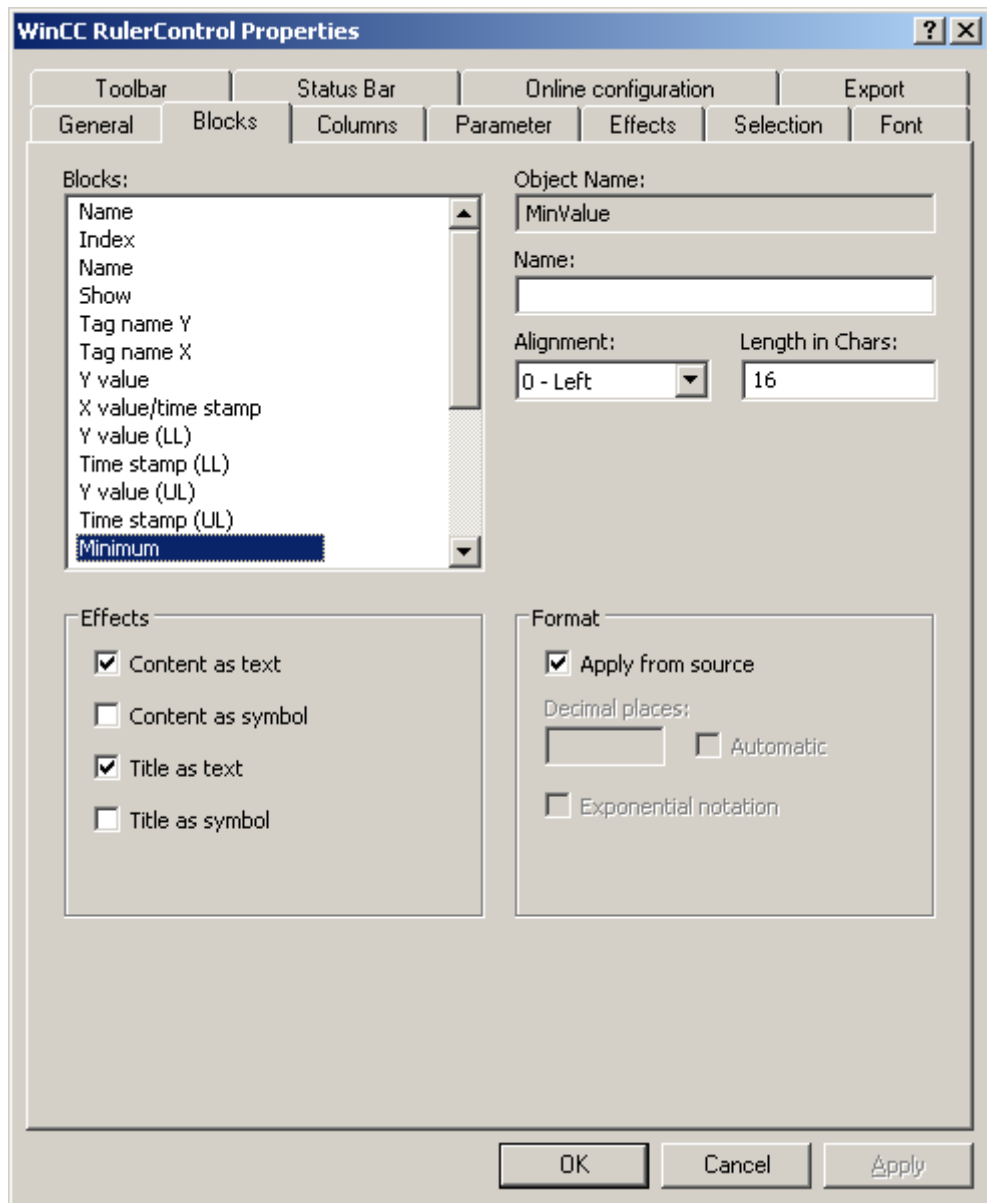 WinCC RulerControl Properties
Toolbar Status Bar Online configuration Export
General Blocks Columns Parameter Effects Selection Font
Blocks:
Name
Index
Name
Show
Tag name Y
Tag name X
Y value
X value/time stamp
Y value (LL)
Time stamp (LL)
Y value (UL)
Time stamp (UL)
Minimum
Object Name:
MinValue
Name:
Alignment: Length in Chars:
0 - Left 16
Effects
Content as text
Content as symbol
Title as text
Title as symbol
Format
Apply from source
Decimal places:
Automatic
Exponential notation
OK Cancel Apply